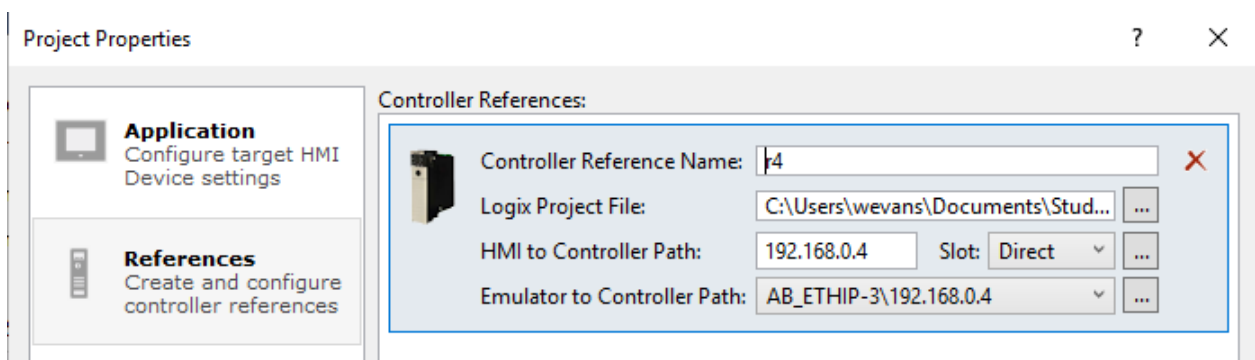 Project Properties
?
Application
Configure target HMI
Device settings
References
Create and configure
controller references
Controller References:
Controller Reference Name: r4
Logix Project File: C:\Users\wevans\Documents\Stud... ...
HMI to Controller Path: 192.168.0.4 Slot: Direct ...
Emulator to Controller Path: AB_ETHIP-3\192.168.0.4 ...